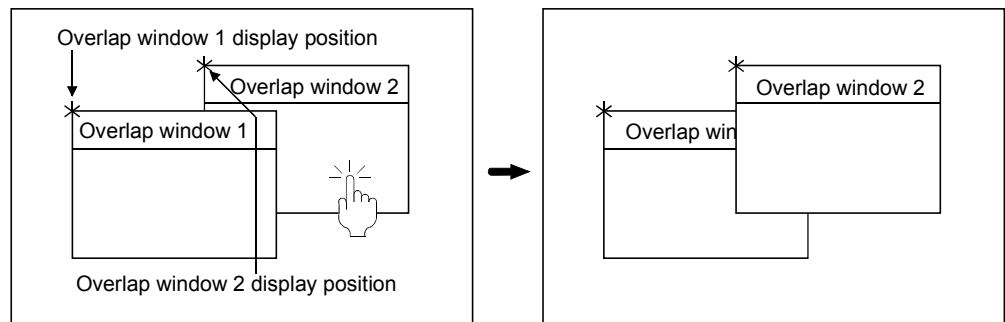 Overlap window 1 display position
Overlap window 2
Overlap window 1
Overlap window 2 display position
Overlap window 2
Overlap win